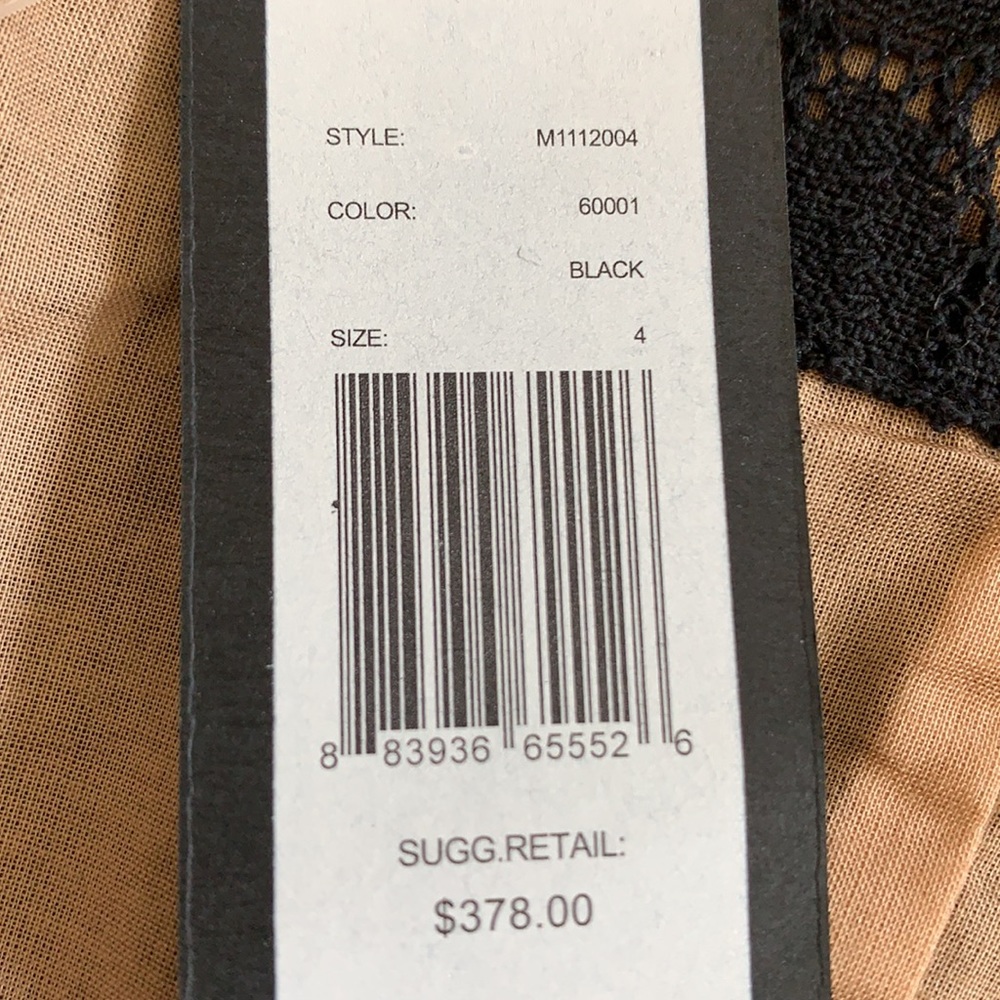 STYLE: M1112004
COLOR: 60001
BLACK
SIZE: 4
8 83936 65552 6
SUGG.RETAIL:
$378.00